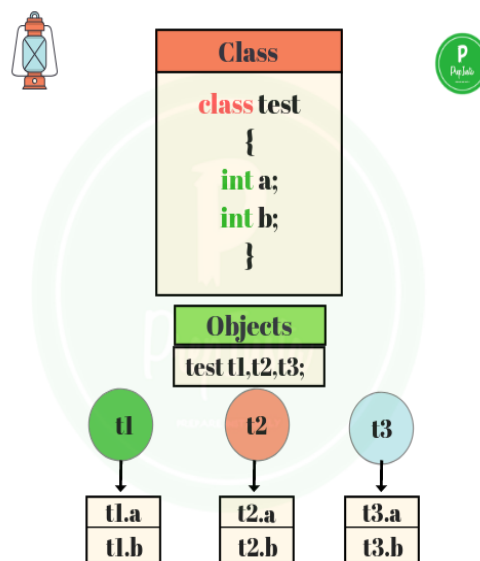 Class
P
class test
{
int a;
int b;
}
Objects
test t1,t2,t3;
t1 t2 t3
t1.a t2.a t3.a
t1.b t2.b t3.b